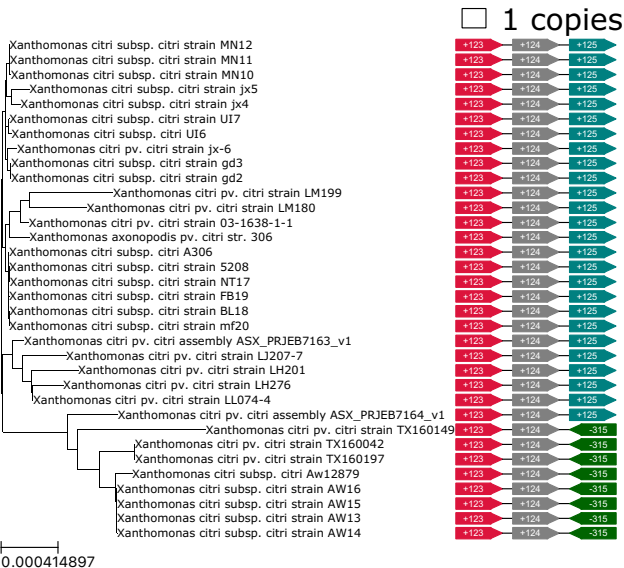 1 copies
Xanthomonas citri subsp. citri strain MN12 +123 +124 +125
Xanthomonas citri subsp. citri strain MN11 +123 +124 +125
Xanthomonas citri subsp. citri strain MN10 +123 +124 +125
Xanthomonas citri subsp. citri strain jx5 +123 +124 +125
Xanthomonas citri subsp. citri strain jx4 +123 +124 +125
Xanthomonas citri subsp. citri strain UI7 +123 +124 +125
Xanthomonas citri subsp. citri UI6 +123 +124 +125
Xanthomonas citri pv. citri strain jx-6 +123 +124 +125
Xanthomonas citri subsp. citri strain gd3 +123 +124 +125
Xanthomonas citri subsp. citri strain gd2 +123 +124 +125
Xanthomonas citri pv. citri strain LM199 +123 +124 +125
Xanthomonas citri pv. citri strain LM180 +123 +124 +125
Xanthomonas citri pv. citri strain 03-1638-1-1 +123 +124 +125
Xanthomonas axonopodis pv. citri str. 306 +123 +124 +125
Xanthomonas citri subsp. citri A306 +123 +124 +125
Xanthomonas citri subsp. citri strain 5208 +123 +124 +125
Xanthomonas citri subsp. citri strain NT17 +123 +124 +125
Xanthomonas citri subsp. citri strain FB19 +123 +124 +125
Xanthomonas citri subsp. citri strain BL18 +123 +124 +125
Xanthomonas citri subsp. citri strain mf20 +123 +124 +125
Xanthomonas citri pv. citri assembly ASX_PRJEB7163_v1 +123 +124 +125
Xanthomonas citri pv. citri strain LJ207-7 +123 +124 +125
Xanthomonas citri pv. citri strain LH201 +123 +124 +125
Xanthomonas citri pv. citri strain LH276 +123 +124 +125
Xanthomonas citri pv. citri strain LL074-4 +123 +124 +125
Xanthomonas citri pv. citri assembly ASX_PRJEB7164_v1 +123 +124 +125
Xanthomonas citri pv. citri strain TX160149 +123 +124 -315
Xanthomonas citri pv. citri strain TX160042 +123 +124 -315
Xanthomonas citri pv. citri strain TX160197 +123 +124 -315
Xanthomonas citri subsp. citri Aw12879 +123 +124 -315
Xanthomonas citri subsp. citri strain AW16 +123 +124 -315
Xanthomonas citri subsp. citri strain AW15 +123 +124 -315
Xanthomonas citri subsp. citri strain AW13 +123 +124 -315
Xanthomonas citri subsp. citri strain AW14 +123 +124 -315
0.000414897